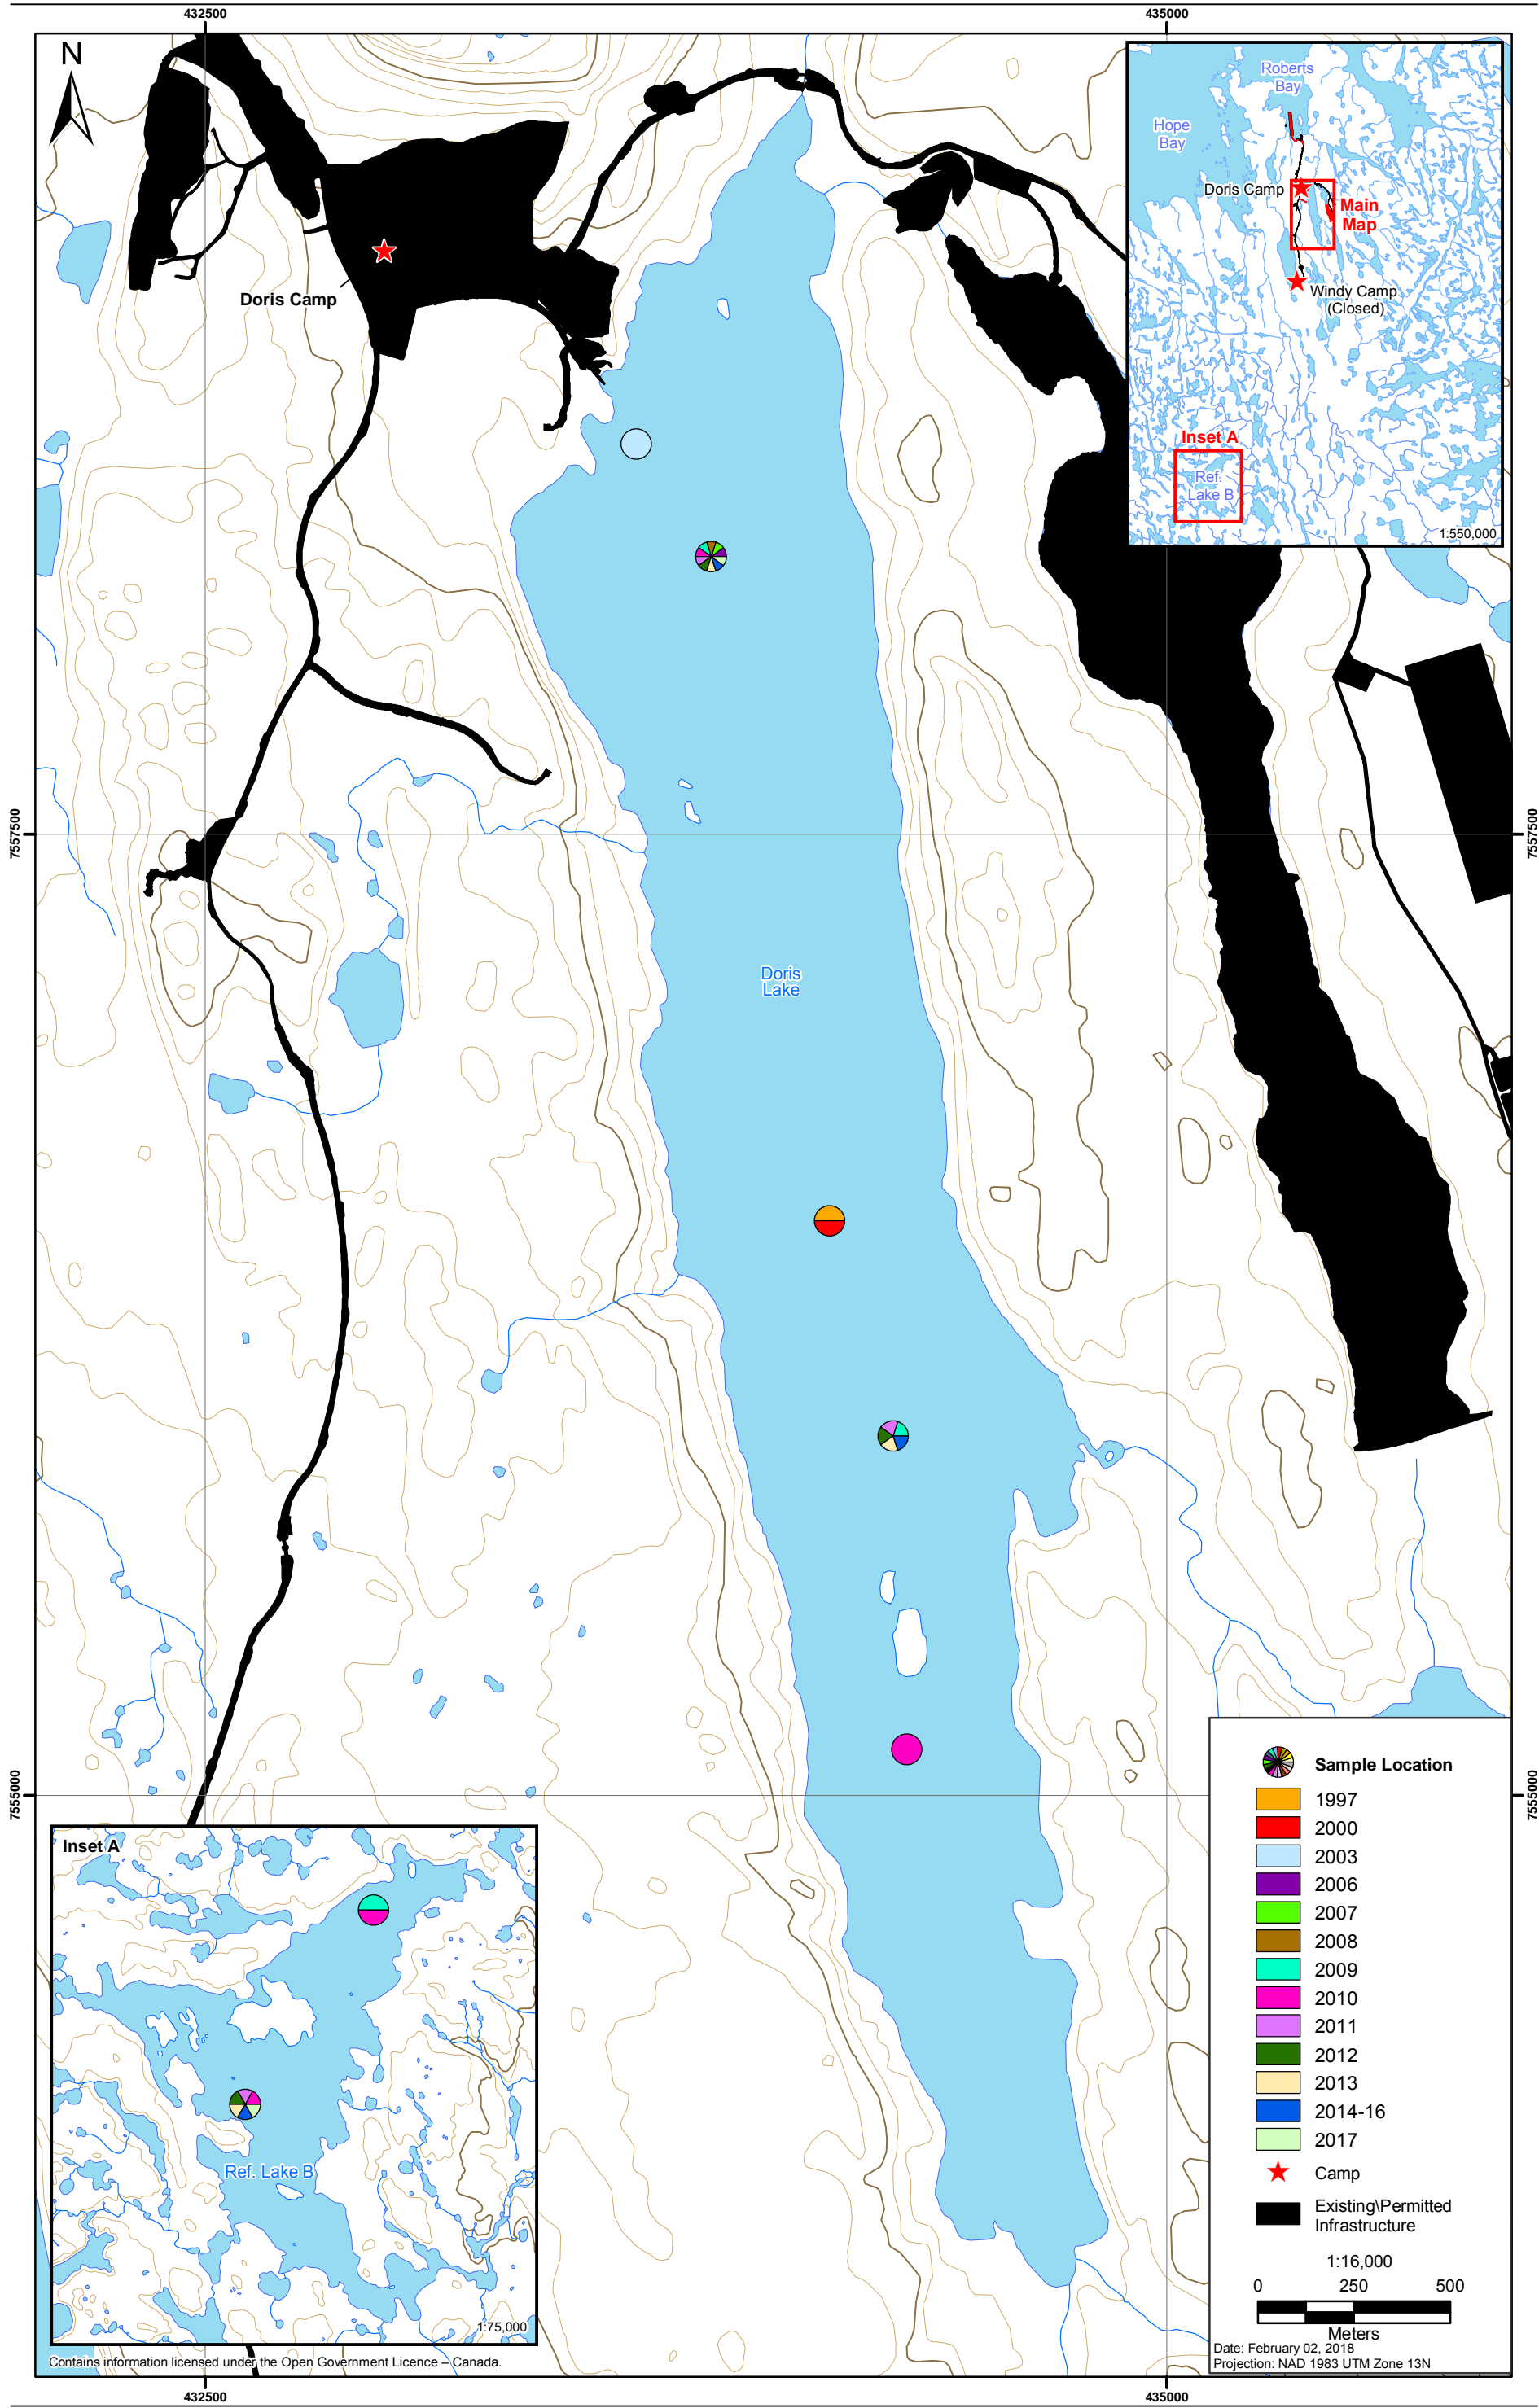 432500
435000
N
Roberts
Bay
Hope
Bay
Doris Camp
Main
Map
Windy Camp
(Closed)
Inset A
Ref.
Lake B
1:550,000
Doris Camp
7557500
7557500
Doris
Lake
7555000
7555000
Sample Location
1997
2000
2003
2006
2007
2008
2009
2010
2011
2012
2013
2014-16
2017
Camp
Existing\Permitted
Infrastructure
1:16,000
0 250 500
Meters
Date: February 02, 2018
Projection: NAD 1983 UTM Zone 13N
Inset A
Ref. Lake B
1:75,000
Contains information licensed under the Open Government Licence – Canada.
432500
435000